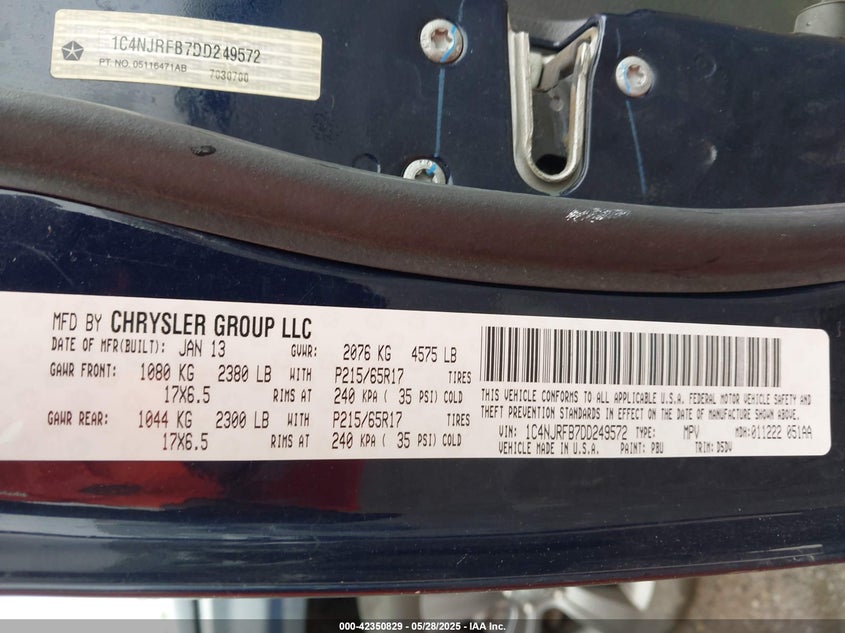 1C4NJRFB7DD249572
PT. NO. 05116471AB 7030700
MFD BY CHRYSLER GROUP LLC
DATE OF MFR(BUILT): JAN 13 GVWR: 2076 KG 4575 LB
GAWR FRONT: 1080 KG 2380 LB WITH P215/65R17 TIRES
17X6.5 RIMS AT 240 KPA ( 35 PSI) COLD
GAWR REAR: 1044 KG 2300 LB WITH P215/65R17 TIRES
17X6.5 RIMS AT 240 KPA ( 35 PSI) COLD
THIS VEHICLE CONFORMS TO ALL APPLICABLE U.S.A. FEDERAL MOTOR VEHICLE SAFETY AND
THEFT PREVENTION STANDARDS IN EFFECT ON THE DATE OF MANUFACTURE SHOWN ABOVE.
VIN: 1C4NJRFB7DD249572 TYPE: MPV MDH:011222 051AA
VEHICLE MADE IN U.S.A. PAINT: PBU TRIM: D5DV
000-42350829 - 05/28/2025 - IAA Inc.